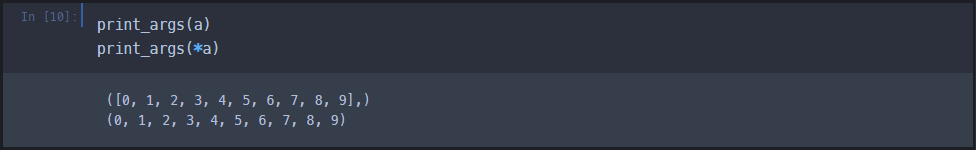 In [10]:
print_args(a)
print_args(*a)
([0, 1, 2, 3, 4, 5, 6, 7, 8, 9],)
(0, 1, 2, 3, 4, 5, 6, 7, 8, 9)